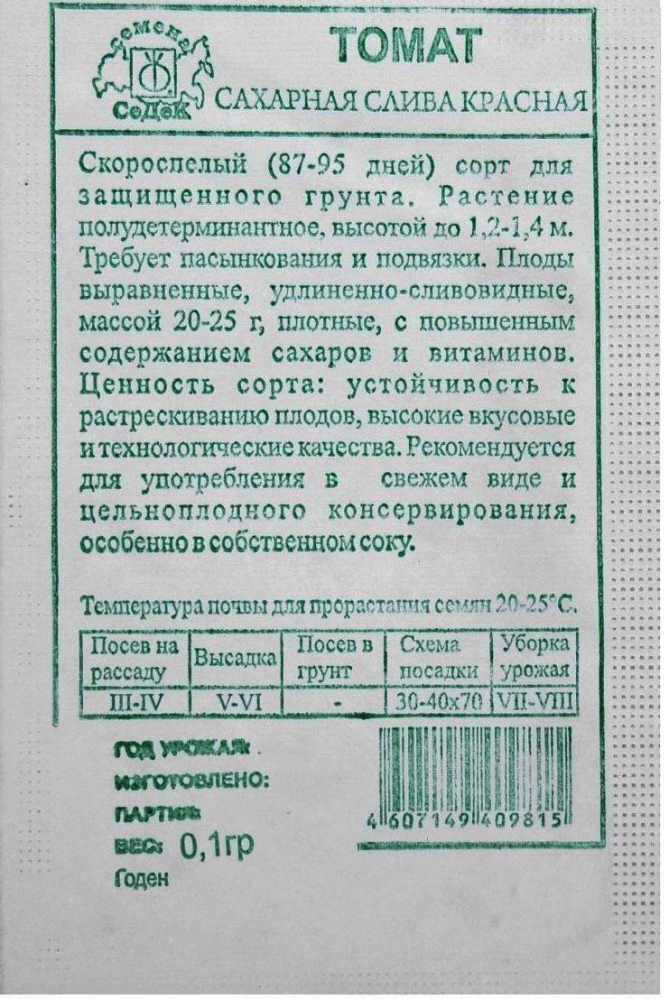 семена
СеДеК
ТОМАТ
САХАРНАЯ СЛИВА КРАСНАЯ
Скороспелый (87-95 дней) сорт для
защищенного грунта. Растение
полудетерминантное, высотой до 1,2-1,4 м.
Требует пасынкования и подвязки. Плоды
выравненные, удлиненно-сливовидные,
массой 20-25 г, плотные, с повышенным
содержанием сахаров и витаминов.
Ценность сорта: устойчивость к
растрескиванию плодов, высокие вкусовые
и технологические качества. Рекомендуется
для употребления в свежем виде и
цельноплодного консервирования,
особенно в собственном соку.
Температура почвы для прорастания семян 20-25°С.
Посев на рассаду Высадка Посев в грунт Схема посадки Уборка урожая
III-IV V-VI - 30-40х70 VII-VIII
ГОД УРОЖАЯ:
ИЗГОТОВЛЕНО:
ПАРТИЯ:
ВЕС: 0,1гр
Годен
4 607149 409815